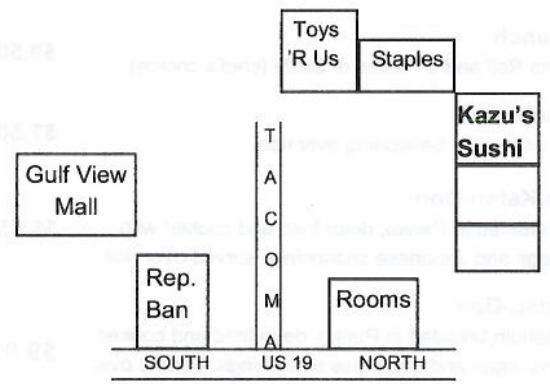 Toys
'R Us
Staples
Kazu's
Sushi
Gulf View
Mall
T
A
C
O
M
A
Rep.
Ban
Rooms
SOUTH US 19 NORTH